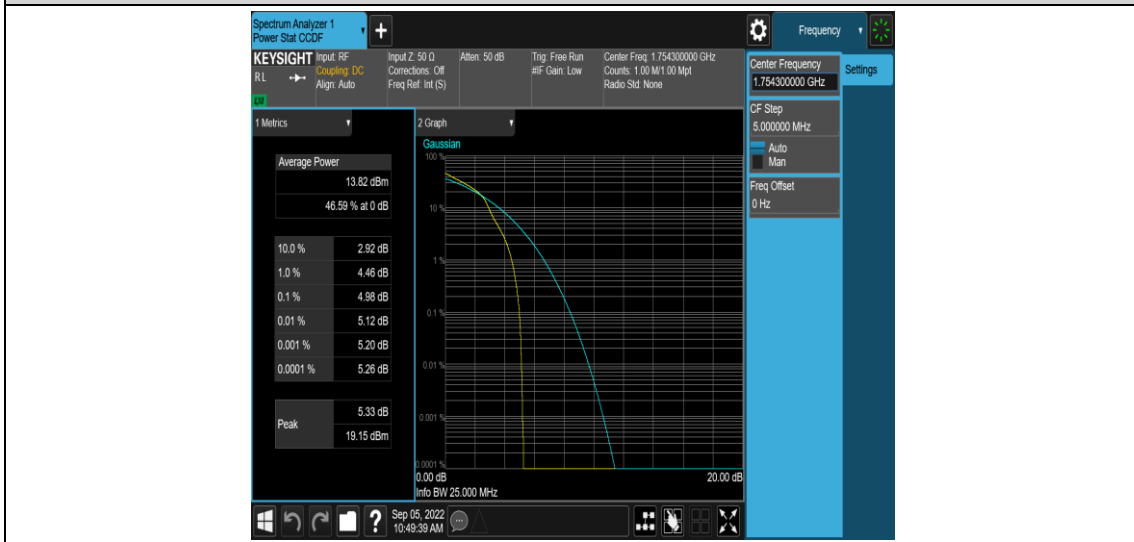 Spectrum Analyzer 1
Power Stat CCDF
+
Frequency
KEYSIGHT
RL
LXI
Input: RF
Coupling: DC
Align: Auto
Input Z: 50 Ω
Corrections: Off
Freq Ref: Int (S)
Atten: 50 dB
Trig: Free Run
#IF Gain: Low
Center Freq: 1.754300000 GHz
Counts: 1.00 M/1.00 Mpt
Radio Std: None
Center Frequency
1.754300000 GHz
Settings
CF Step
5.000000 MHz
Auto
Man
Freq Offset
0 Hz
1 Metrics
Average Power
13.82 dBm
46.59 % at 0 dB
10.0 % 2.92 dB
1.0 % 4.46 dB
0.1 % 4.98 dB
0.01 % 5.12 dB
0.001 % 5.20 dB
0.0001 % 5.26 dB
Peak
5.33 dB
19.15 dBm
2 Graph
Gaussian
100 %
10 %
1 %
0.1 %
0.01 %
0.001 %
0.0001 %
0.00 dB 20.00 dB
Info BW 25.000 MHz
?
Sep 05, 2022
10:49:39 AM